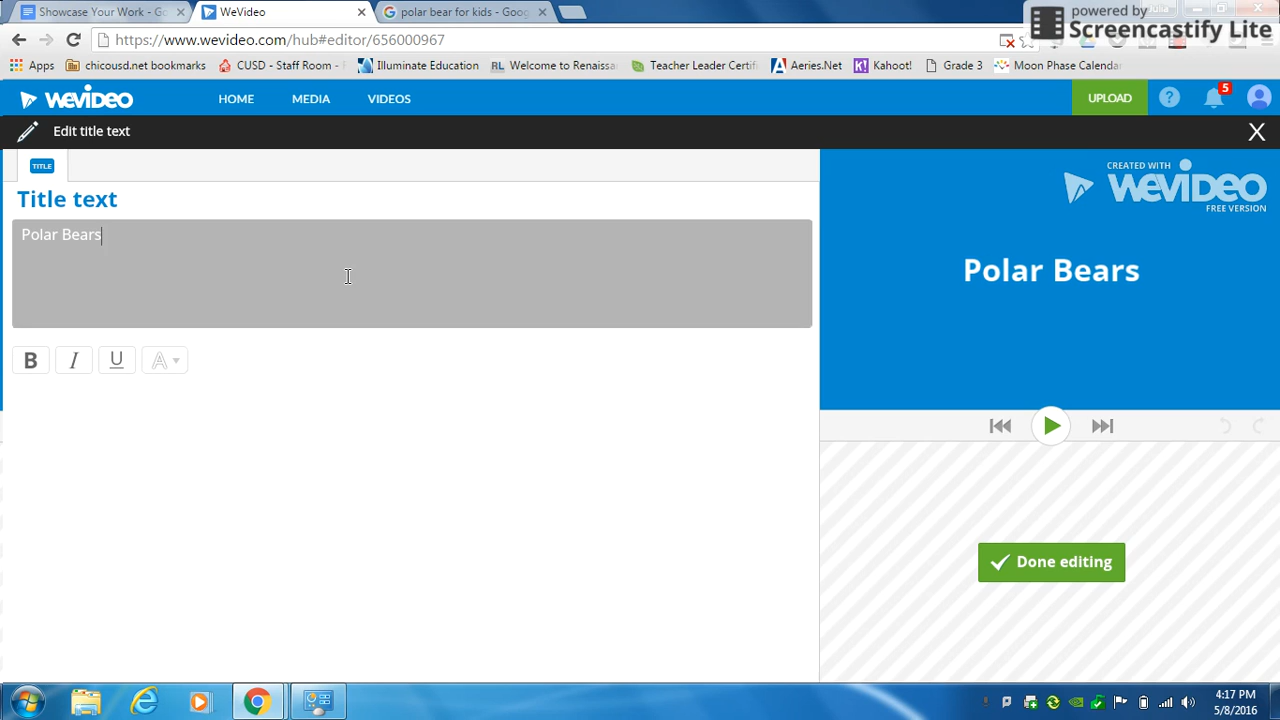 Showcase Your Work - Go
WeVideo
polar bear for kids - Goog
powered by
Screencastify Lite
https://www.wevideo.com/hub#editor/656060967
Apps
chicousd.net bookmarks
CUSD - Staff Room -
Illuminate Education
Welcome to Renaissa
Teacher Leader Certif
Aeries.Net
Kahoot!
Grade 3
Moon Phase Calenda
WEVIDEO
HOME
MEDIA
VIDEOS
UPLOAD
?
5
Edit title text
X
TITLE
Title text
Polar Bears
B
I
U
A
CREATED WITH
WEVIDEO
FREE VERSION
Polar Bears
Done editing
4:17 PM
5/8/2016